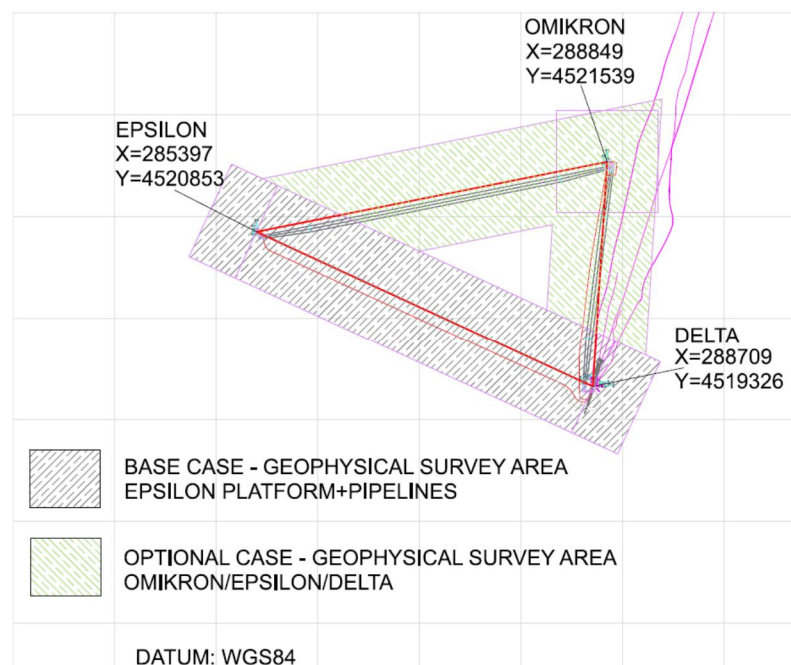 OMIKRON
X=288849
Y=4521539
EPSILON
X=285397
Y=4520853
DELTA
X=288709
Y=4519326
BASE CASE - GEOPHYSICAL SURVEY AREA
EPSILON PLATFORM+PIPELINES
OPTIONAL CASE - GEOPHYSICAL SURVEY AREA
OMIKRON/EPSILON/DELTA
DATUM: WGS84